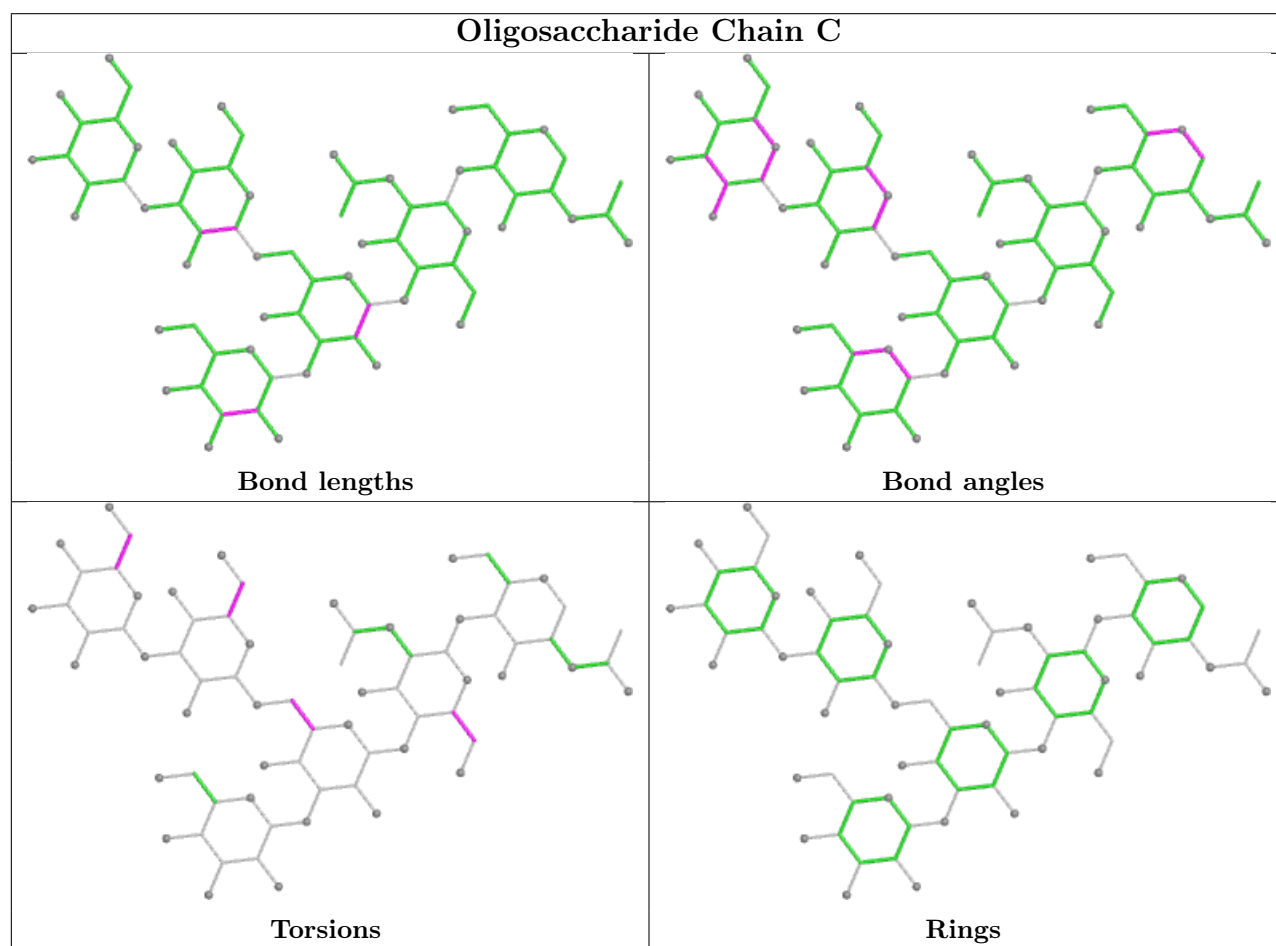 Oligosaccharide Chain C
Bond lengths
Bond angles
Torsions
Rings